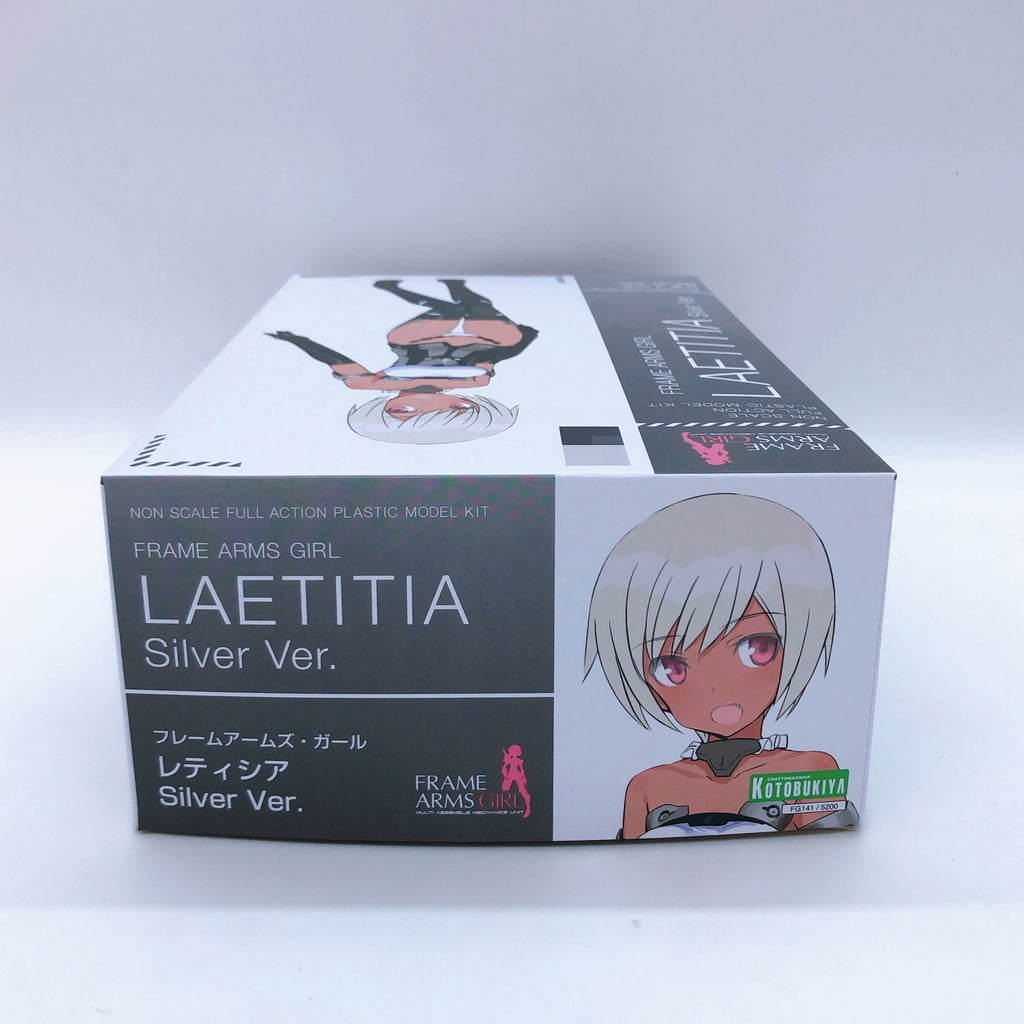 FRAME ARMS GIRL
LAETITIA
Silver Ver.
NON SCALE
FULL ACTION
PLASTIC MODEL KIT
FRAME
ARMS GIRL
NON SCALE FULL ACTION PLASTIC MODEL KIT
FRAME ARMS GIRL
LAETITIA
Silver Ver.
フレームアームズ・ガール
レティシア
Silver Ver.
FRAME
ARMS GIRL
MULTI ASSEMBLE MECHANICS UNIT
CRAFTSMANSHIP
KOTOBUKIYA
FG141 / 5200